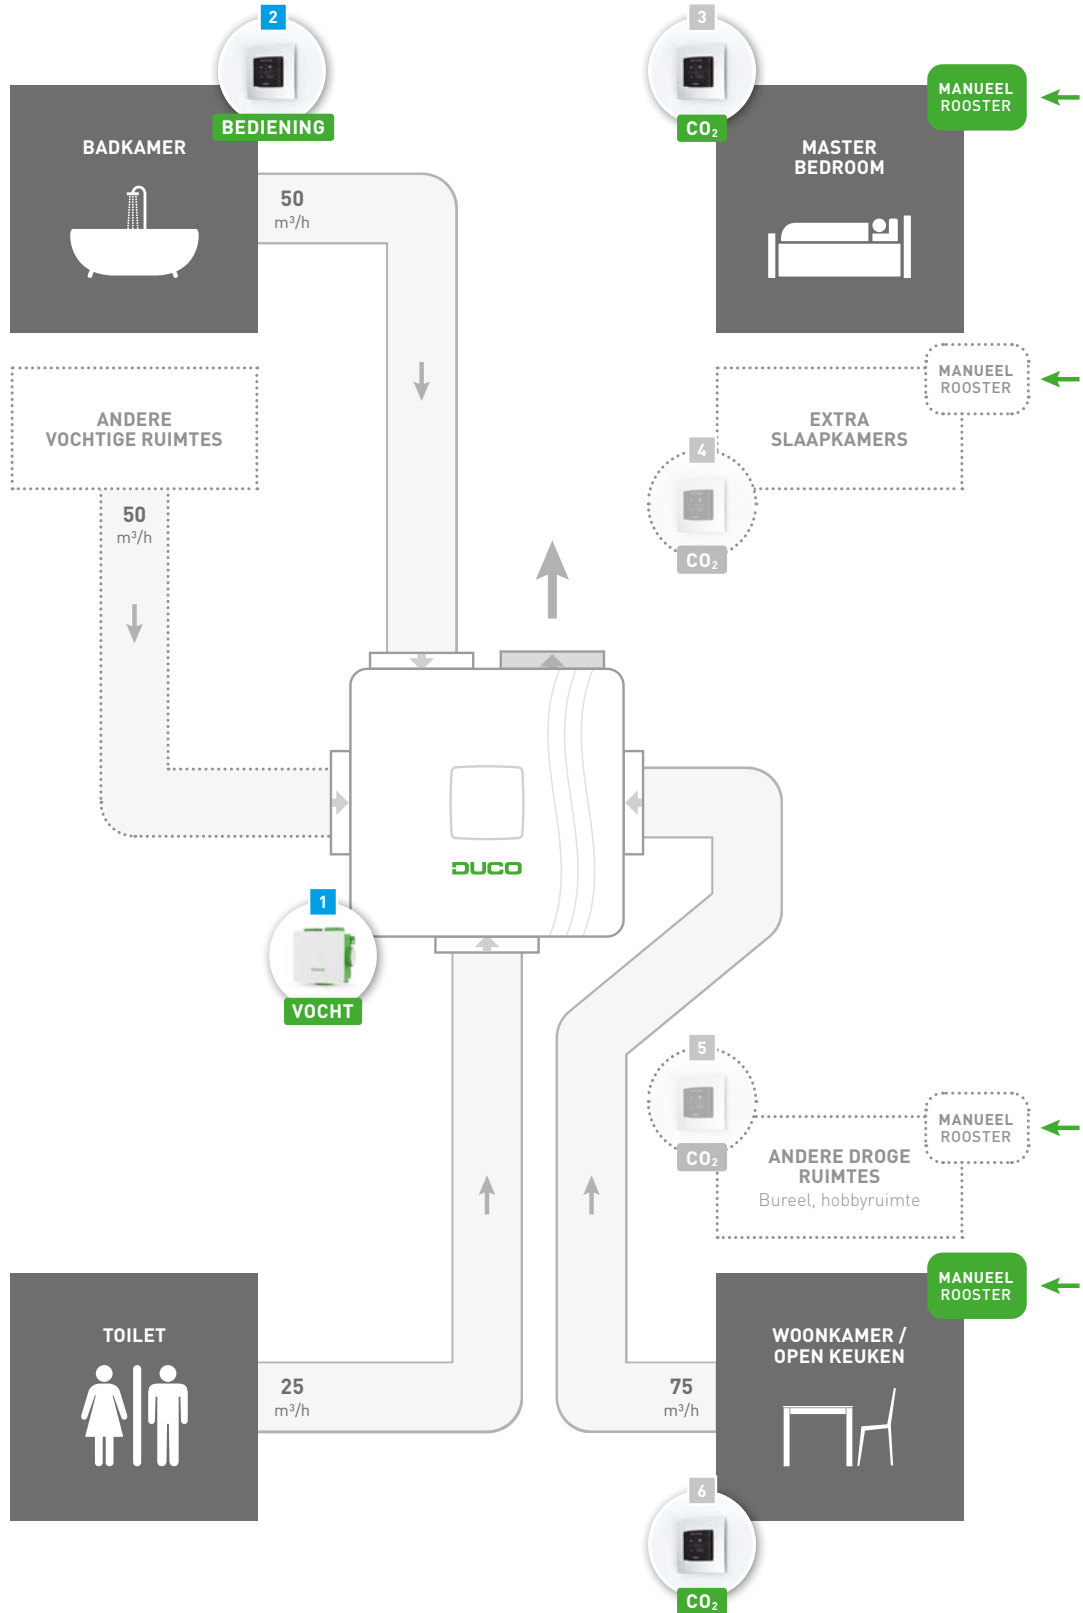 2
BEDIENING
BADKAMER
50
m³/h
3
CO₂
MANUEEL
ROOSTER
MASTER
BEDROOM
ANDERE
VOCHTIGE RUIMTES
50
m³/h
MANUEEL
ROOSTER
EXTRA
SLAAPKAMERS
4
CO₂
DUCO
1
VOCHT
5
CO₂
MANUEEL
ROOSTER
ANDERE DROGE
RUIMTES
Bureel, hobbyruimte
TOILET
25
m³/h
75
m³/h
MANUEEL
ROOSTER
WOONKAMER /
OPEN KEUKEN
6
CO₂